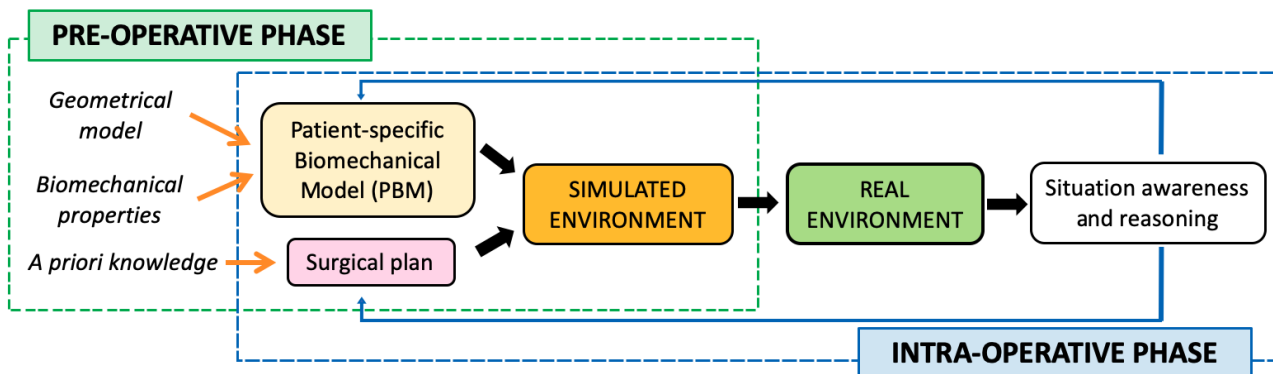 PRE-OPERATIVE PHASE
Geometrical
model
Biomechanical
properties
A priori knowledge
Patient-specific
Biomechanical
Model (PBM)
Surgical plan
SIMULATED
ENVIRONMENT
REAL
ENVIRONMENT
Situation awareness
and reasoning
INTRA-OPERATIVE PHASE